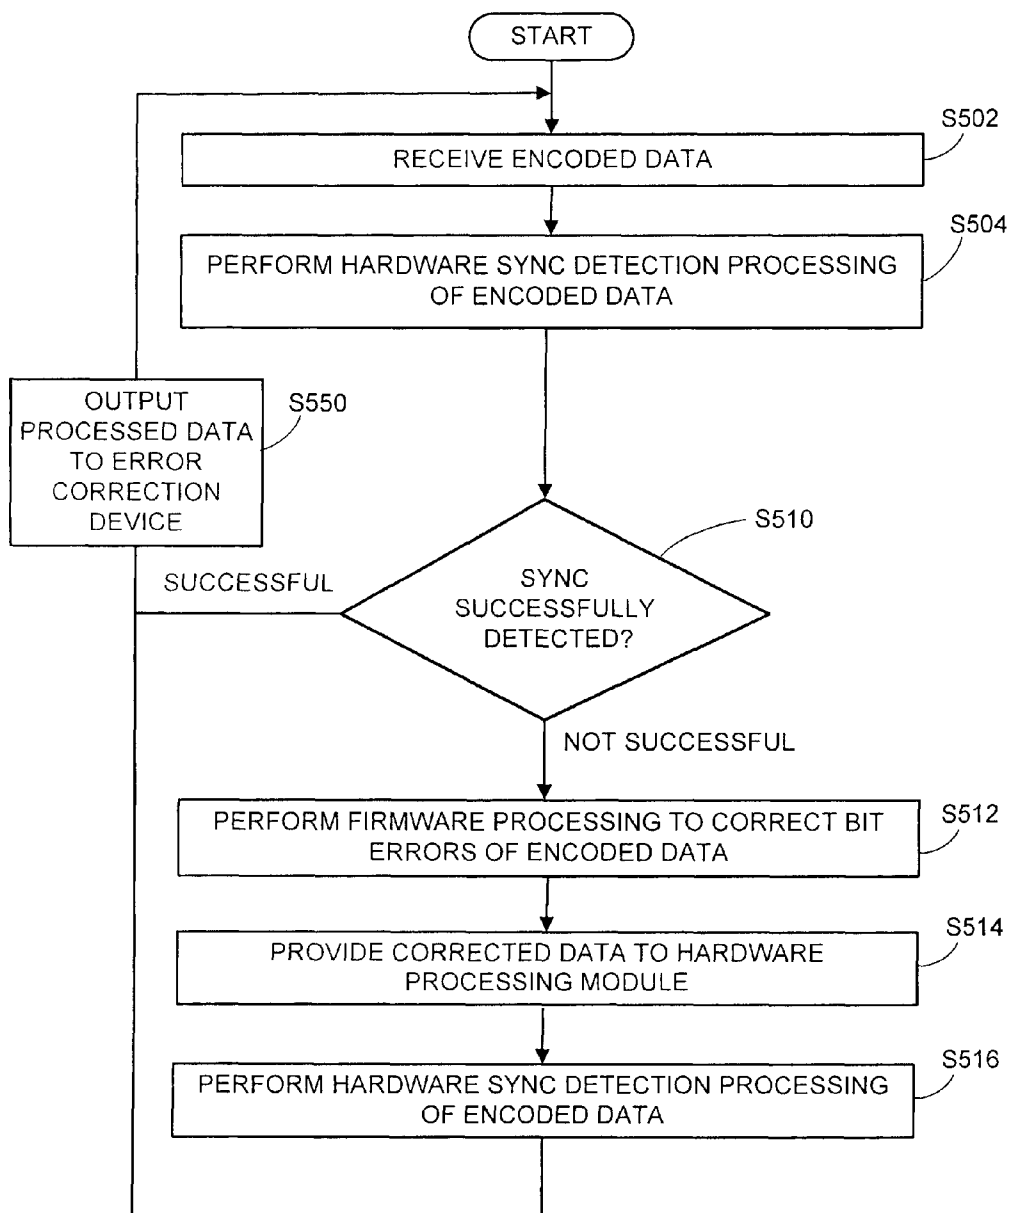 START
S502
RECEIVE ENCODED DATA
S504
PERFORM HARDWARE SYNC DETECTION PROCESSING
OF ENCODED DATA
OUTPUT
PROCESSED DATA
TO ERROR
CORRECTION
DEVICE
S550
S510
SUCCESSFUL
SYNC
SUCCESSFULLY
DETECTED?
NOT SUCCESSFUL
S512
PERFORM FIRMWARE PROCESSING TO CORRECT BIT
ERRORS OF ENCODED DATA
S514
PROVIDE CORRECTED DATA TO HARDWARE
PROCESSING MODULE
S516
PERFORM HARDWARE SYNC DETECTION PROCESSING
OF ENCODED DATA